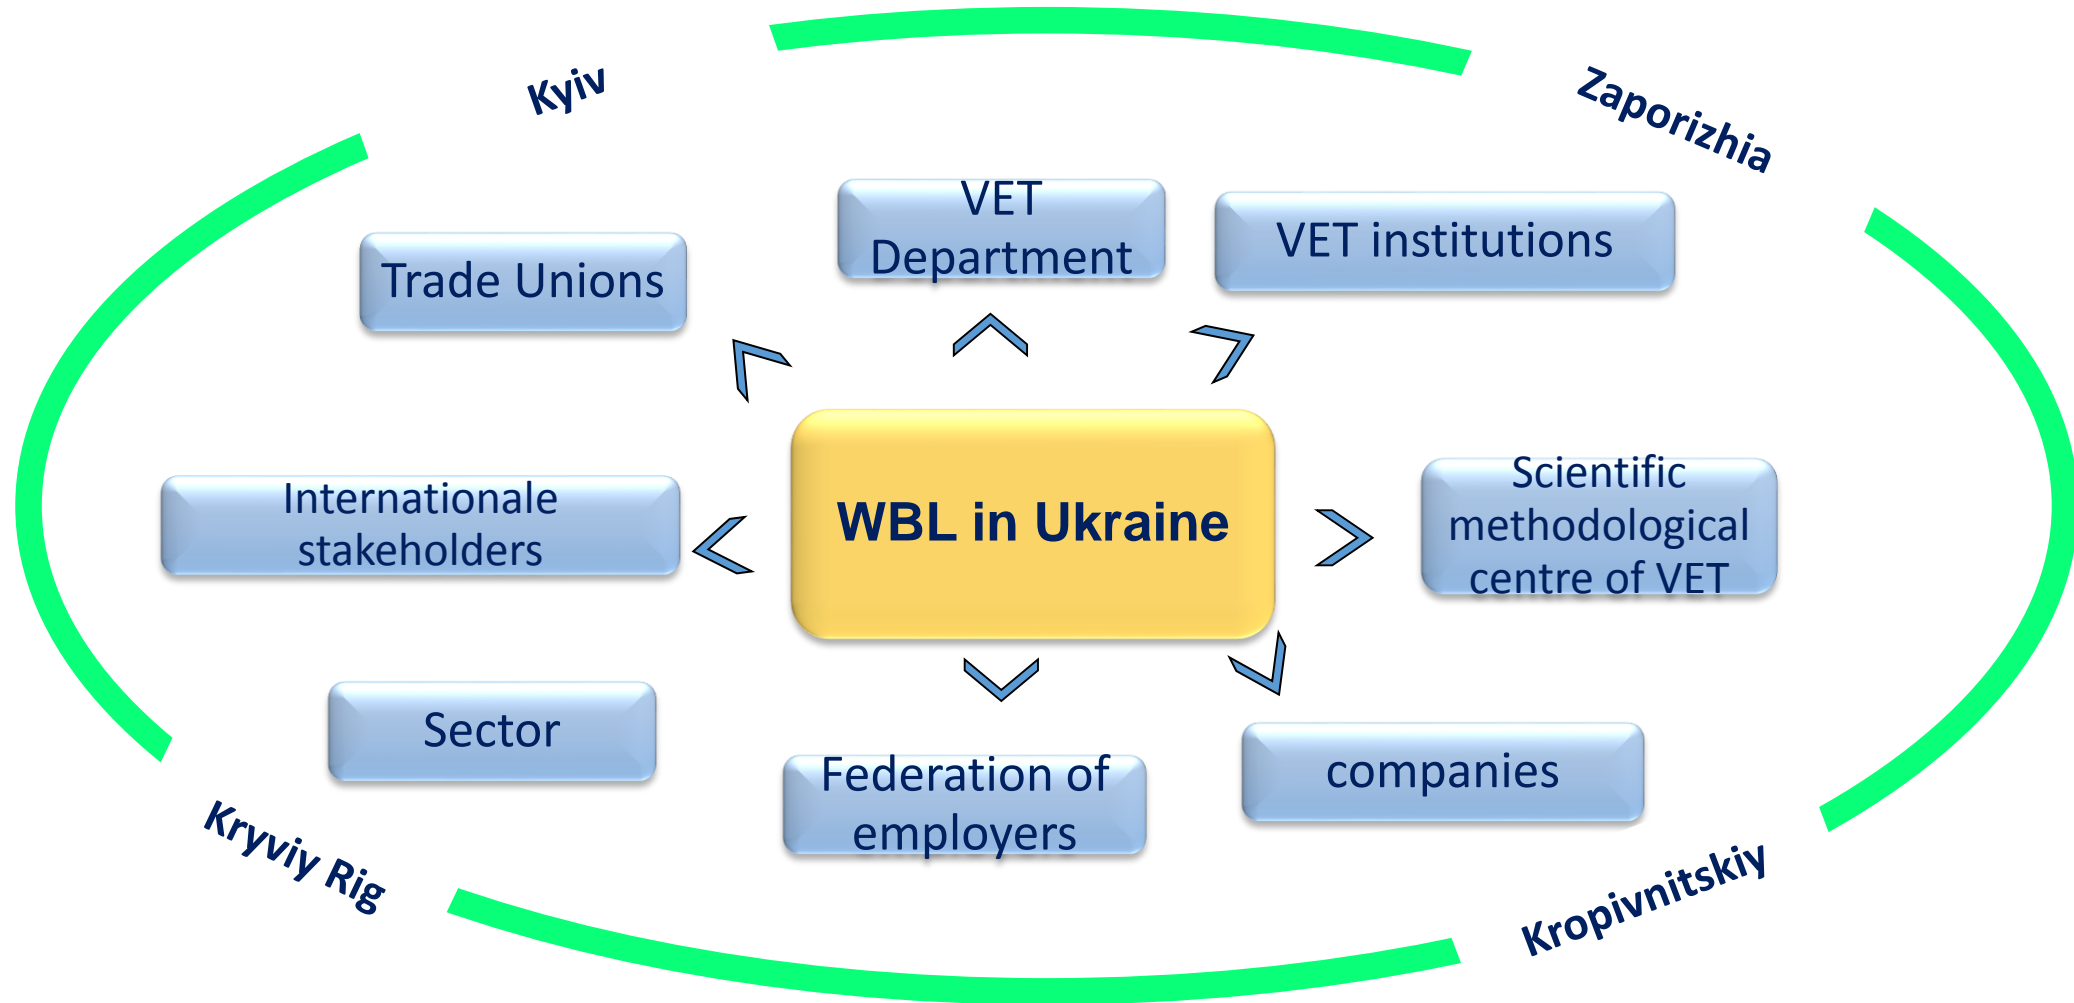 Kyiv
Zaporizhia
VET
Department
VET institutions
Trade Unions
Internationale
stakeholders
WBL in Ukraine
Scientific
methodological
centre of VET
Sector
Federation of
employers
companies
Kryviy Rig
Kropivnitskiy